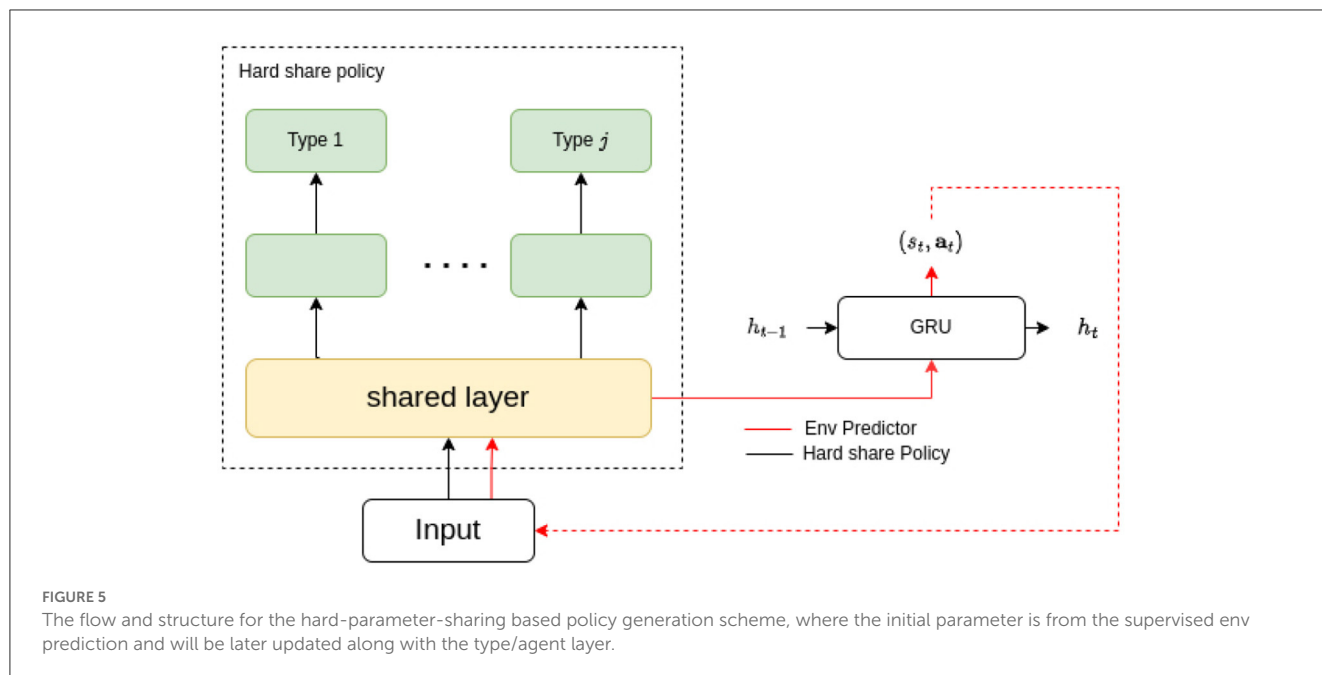 Hard share policy
Type 1
Type j
. . . .
(s_t, a_t)
h_{t-1}
GRU
h_t
shared layer
Env Predictor
Hard share Policy
Input
FIGURE 5
The flow and structure for the hard-parameter-sharing based policy generation scheme, where the initial parameter is from the supervised env
prediction and will be later updated along with the type/agent layer.